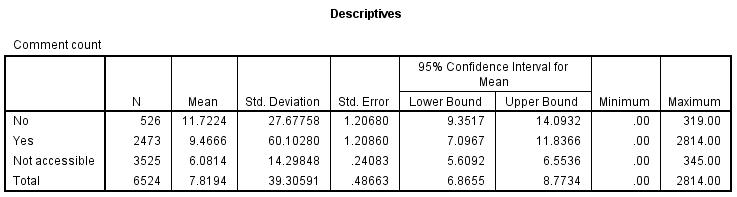 Descriptives
Comment count
95% Confidence Interval for Mean
N Mean Std. Deviation Std. Error Lower Bound Upper Bound Minimum Maximum
No 526 11.7224 27.67758 1.20680 9.3517 14.0932 .00 319.00
Yes 2473 9.4666 60.10280 1.20860 7.0967 11.8366 .00 2814.00
Not accessible 3525 6.0814 14.29848 .24083 5.6092 6.5536 .00 345.00
Total 6524 7.8194 39.30591 .48663 6.8655 8.7734 .00 2814.00